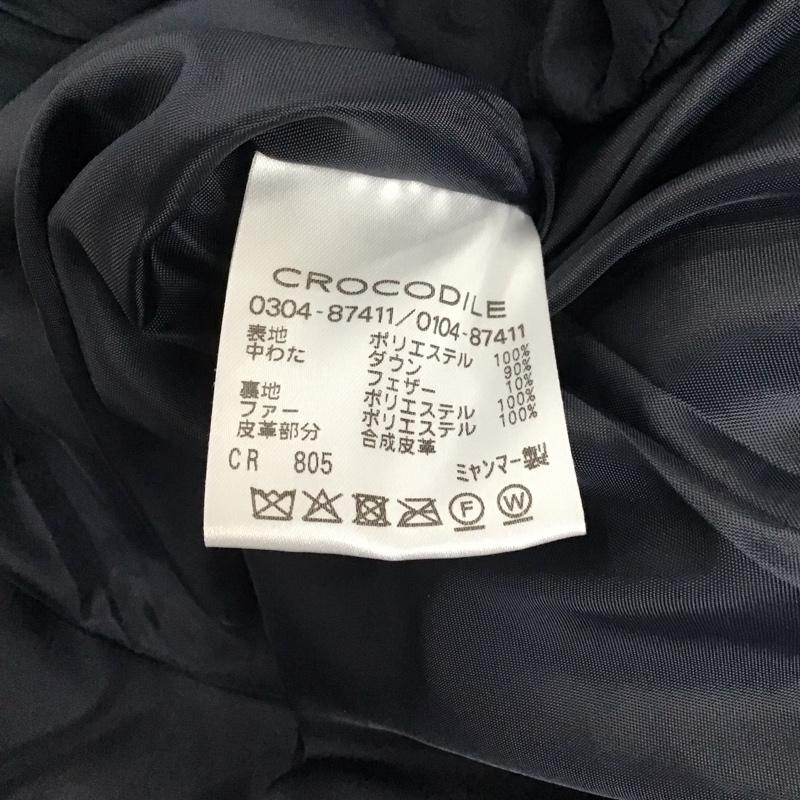 CROCODILE
0304-87411/0104-87411
表地 ポリエステル 100%
中わた ダウン 90%
フェザー 10%
裏地 ポリエステル 100%
ファー ポリエステル 100%
皮革部分 合成皮革
CR 805 ミャンマー製
F W